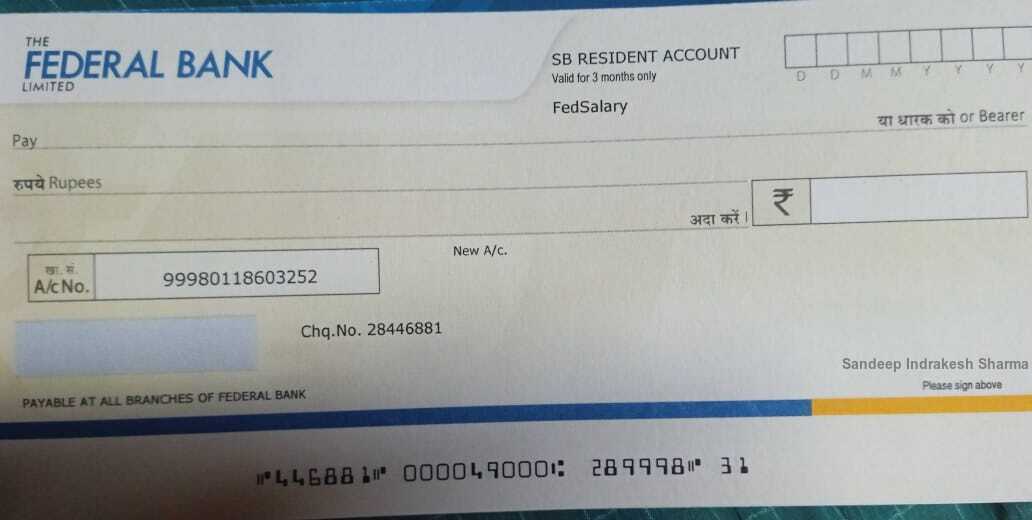 THE
FEDERAL BANK
LIMITED
SB RESIDENT ACCOUNT
Valid for 3 months only
FedSalary
D D M M Y Y Y Y
Pay
या धारक को or Bearer
रुपये Rupees
अदा करें।
₹
खा. सं.
A/c No.
99980118603252
New A/c.
Chq.No. 28446881
Sandeep Indrakesh Sharma
Please sign above
PAYABLE AT ALL BRANCHES OF FEDERAL BANK
⑈446881⑈ 000049000⑆ 289998⑈ 31